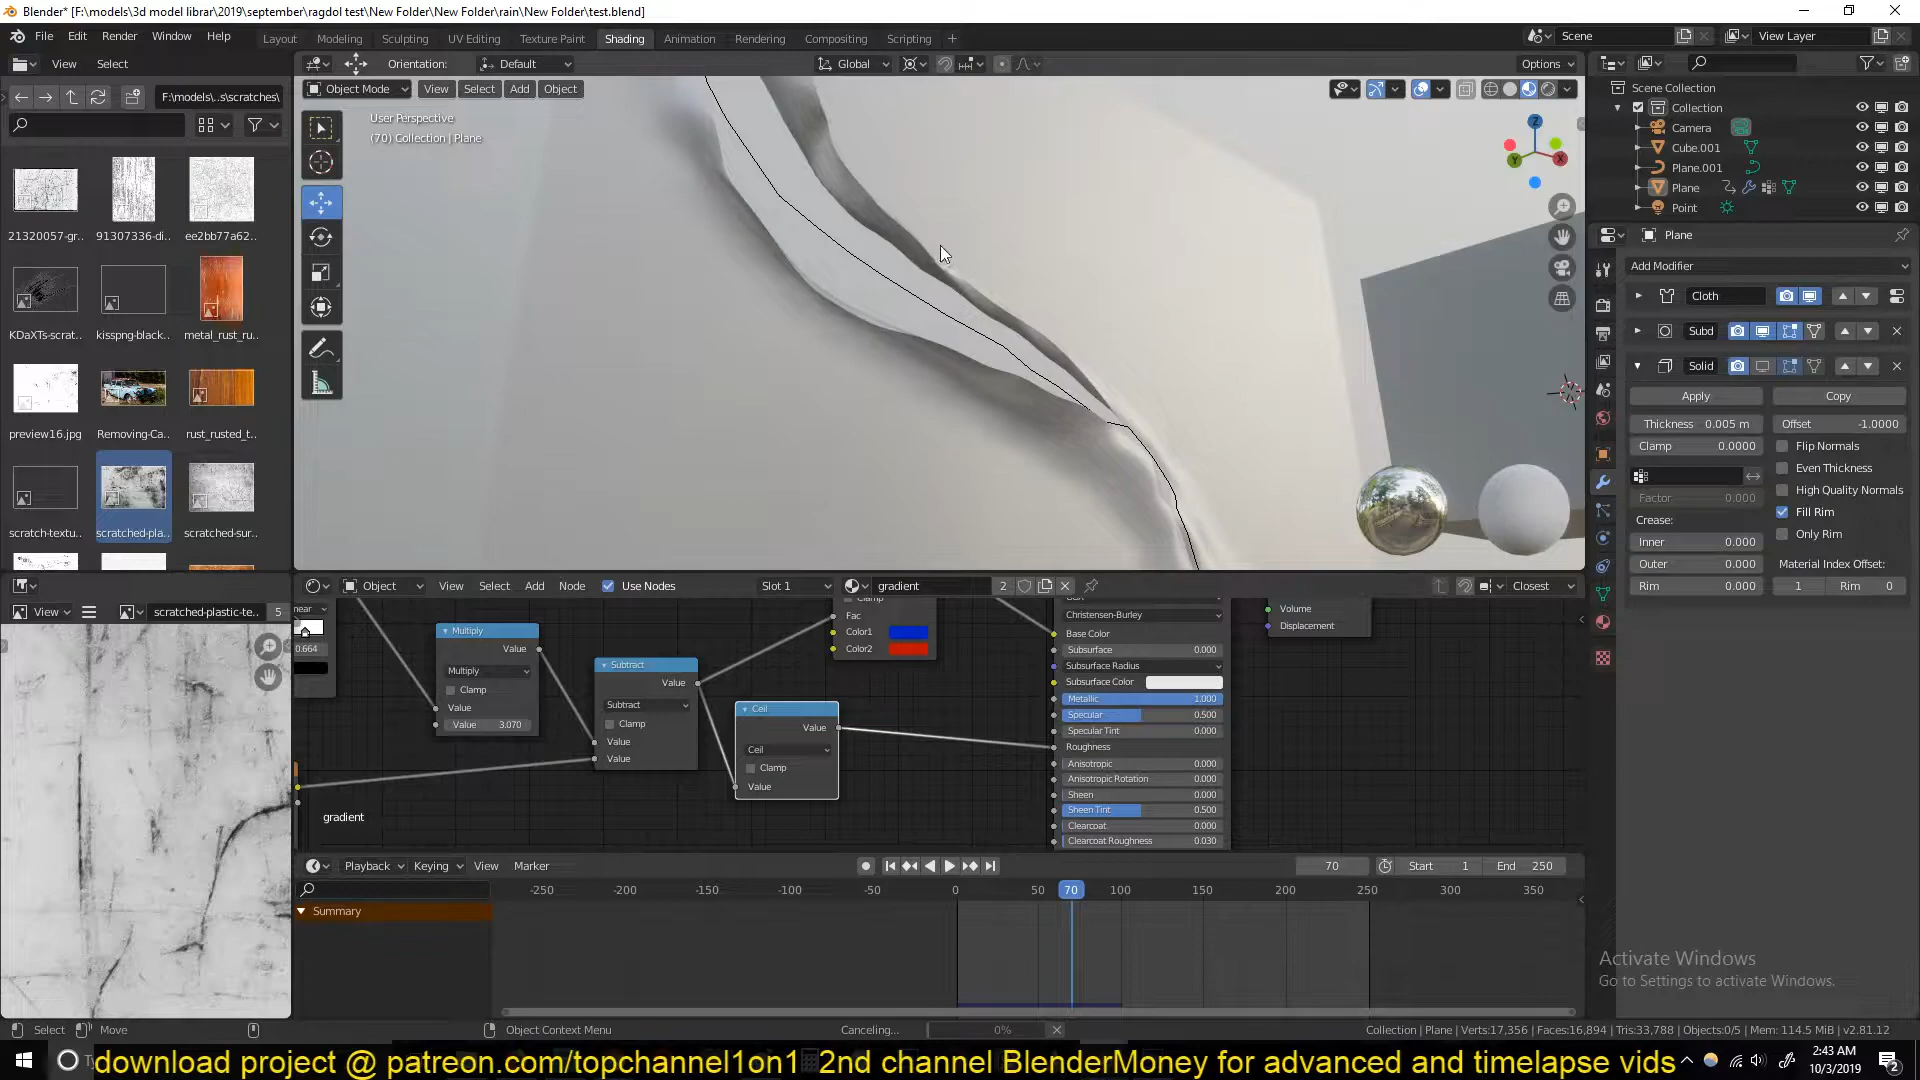 Blender* [F:\models\3d model librar\2019\september\ragdol test\New Folder\New Folder\rain\New Folder\test.blend]
File Edit Render Window Help Layout Modeling Sculpting UV Editing Texture Paint Shading Animation Rendering Compositing Scripting + Scene View Layer
View Select Orientation: Default Global Options
F:\models\..s\scratches\ Object Mode View Select Add Object
User Perspective
(70) Collection | Plane
Scene Collection
Collection
Camera
Cube.001
Plane.001
Plane
Point
Z
Y
X
21320057-gr.. 91307336-di.. ee2bb77a62..
KDaXTs-scrat.. kisspng-black.. metal_rust_ru..
preview16.jpg Removing-Ca.. rust_rusted_t..
scratch-textu.. scratched-pla.. scratched-sur..
Plane
Add Modifier
Cloth
Subd
Solid
Apply Copy
Thickness 0.005 m Offset -1.0000
Clamp 0.0000 Flip Normals
Even Thickness
High Quality Normals
Factor 0.000
Crease: Fill Rim
Only Rim
Inner 0.000
Outer 0.000 Material Index Offset:
Rim 0.000 1 Rim 0
Object View Select Add Node Use Nodes Slot 1 gradient 2 Closest
View scratched-plastic-te.. 5
0.664
Multiply
Value
Multiply
Clamp
Value
Value 3.070
Subtract
Value
Subtract
Clamp
Value
Value
Ceil
Value
Ceil
Clamp
Value
Fac
Color1
Color2
Christensen-Burley
Base Color
Subsurface 0.000
Subsurface Radius
Subsurface Color
Metallic 1.000
Specular 0.500
Specular Tint 0.000
Roughness
Anisotropic 0.000
Anisotropic Rotation 0.000
Sheen 0.000
Sheen Tint 0.500
Clearcoat 0.000
Clearcoat Roughness 0.030
Volume
Displacement
gradient
Playback Keying View Marker 70 Start 1 End 250
-250 -200 -150 -100 -50 0 50 70 100 150 200 250 300 350
Summary
Activate Windows
Go to Settings to activate Windows.
Select Move Object Context Menu Canceling... 0% Collection | Plane | Verts:17,356 | Faces:16,894 | Tris:33,788 | Objects:0/5 | Mem: 114.5 MiB | v2.81.12
download project @ patreon.com/topchannel1on1 2nd channel BlenderMoney for advanced and timelapse vids
2:43 AM
10/3/2019
2